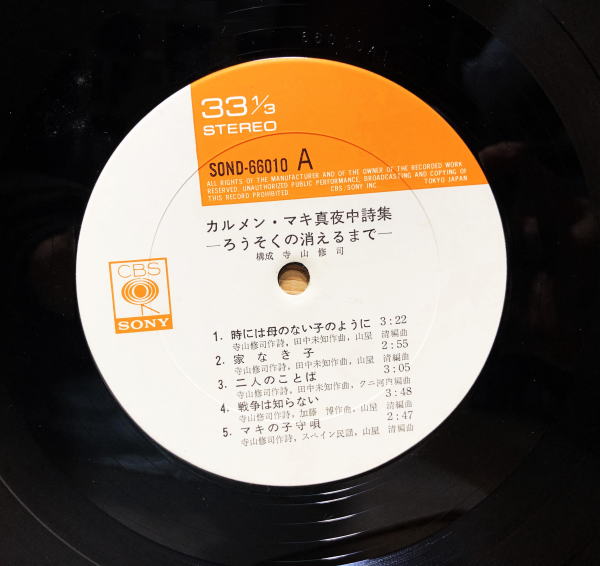 33 1/3
STEREO
SOND-66010 A
ALL RIGHTS OF THE MANUFACTURER AND OF THE OWNER OF THE RECORDED WORK
RESERVED. UNAUTHORIZED PUBLIC PERFORMANCE, BROADCASTING AND COPYING OF
THIS RECORD PROHIBITED CBS/SONY INC. TOKYO JAPAN
カルメン・マキ真夜中詩集
―ろうそくの消えるまで―
構成 寺山修司
CBS
SONY
1. 時には母のない子のように 3:22
寺山修司作詩, 田中未知作曲, 山屋 清編曲
2. 家なき子 2:55
寺山修司作詩, 田中未知作曲, 山屋 清編曲
3. 二人のことば 3:05
寺山修司作詩, 田中未知作曲, クニ河内編曲
4. 戦争は知らない 3:48
寺山修司作詩, 加藤 博作曲, 山屋 清編曲
5. マキの子守唄 2:47
寺山修司作詩, スペイン民謡, 山屋 清編曲